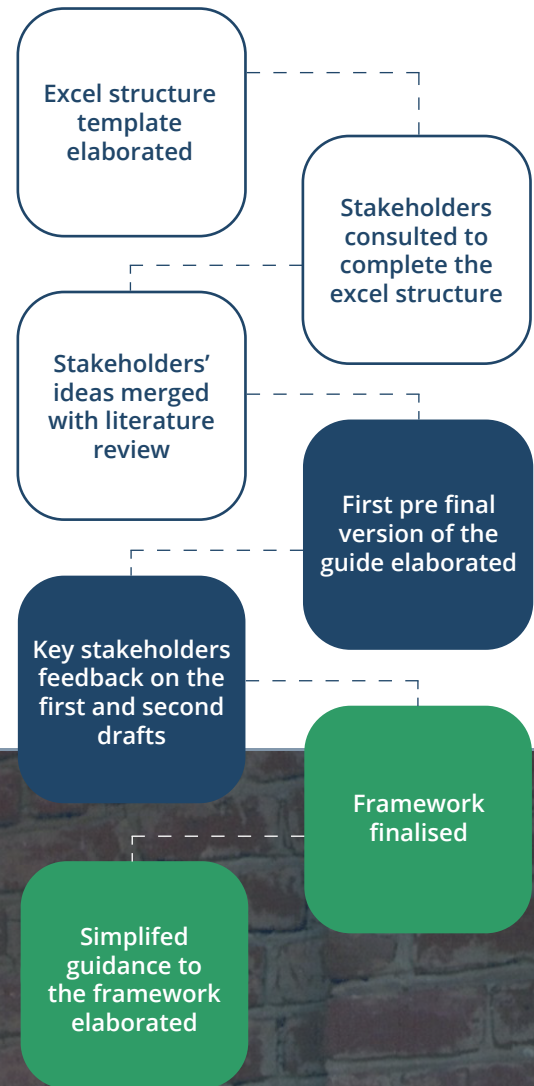 Excel structure
template
elaborated
Stakeholders
consulted to
complete the
excel structure
Stakeholders’
ideas merged
with literature
review
First pre final
version of the
guide elaborated
Key stakeholders
feedback on the
first and second
drafts
Framework
finalised
Simplifed
guidance to
the framework
elaborated